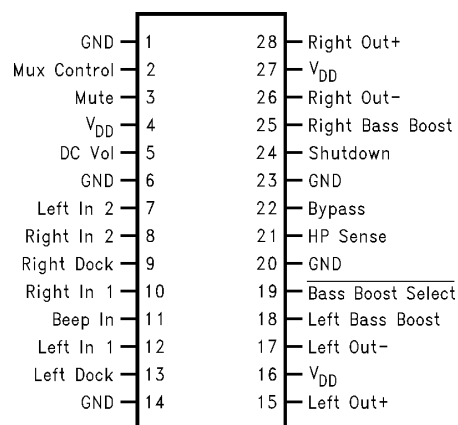 GND 1 28 Right Out+
Mux Control 2 27 VDD
Mute 3 26 Right Out-
VDD 4 25 Right Bass Boost
DC Vol 5 24 Shutdown
GND 6 23 GND
Left In 2 7 22 Bypass
Right In 2 8 21 HP Sense
Right Dock 9 20 GND
Right In 1 10 19 Bass Boost Select
Beep In 11 18 Left Bass Boost
Left In 1 12 17 Left Out-
Left Dock 13 16 VDD
GND 14 15 Left Out+